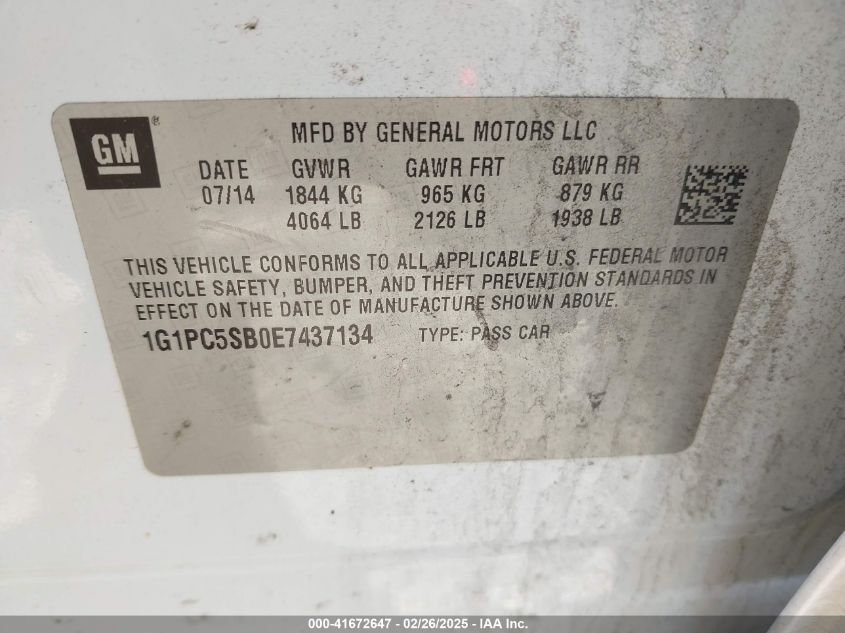 GM®
MFD BY GENERAL MOTORS LLC
DATE GVWR GAWR FRT GAWR RR
07/14 1844 KG 965 KG 879 KG
4064 LB 2126 LB 1938 LB
THIS VEHICLE CONFORMS TO ALL APPLICABLE U.S. FEDERAL MOTOR
VEHICLE SAFETY, BUMPER, AND THEFT PREVENTION STANDARDS IN
EFFECT ON THE DATE OF MANUFACTURE SHOWN ABOVE.
1G1PC5SB0E7437134 TYPE: PASS CAR
000-41672647 - 02/26/2025 - IAA Inc.